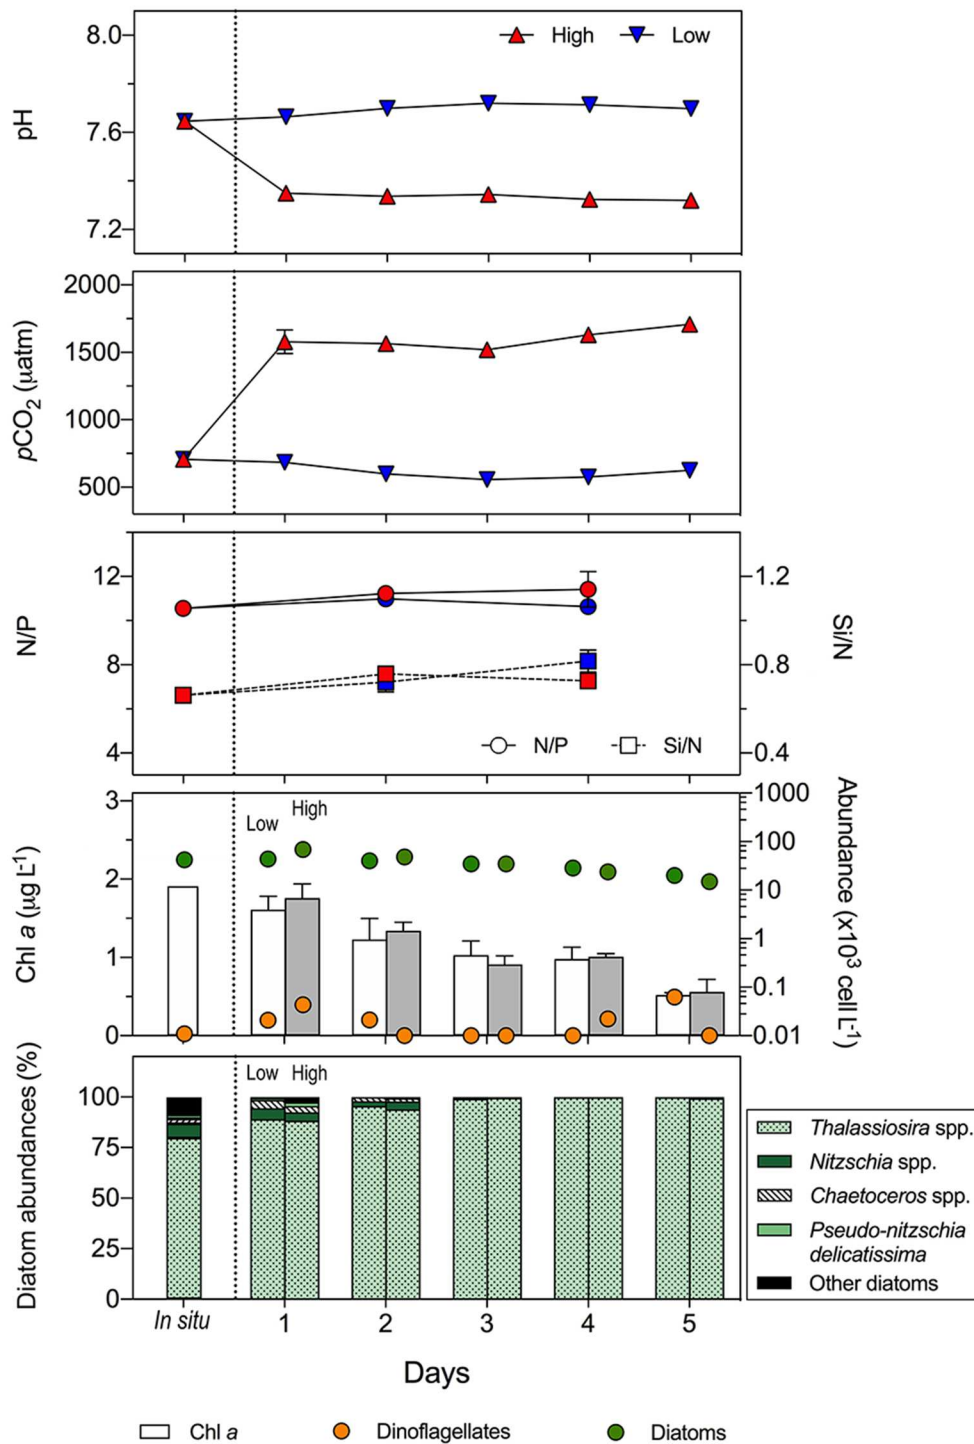 High Low
8.0
7.6
7.2
pH
2000
1500
1000
500
pCO2 (µatm)
12
8
4
N/P
1.2
0.8
0.4
Si/N
N/P Si/N
3
2
1
0
Chl a (µg L-1)
Low High
1000
100
10
1
0.1
0.01
Abundance (x10³ cell L-1)
Low High
100
75
50
25
0
Diatom abundances (%)
Thalassiosira spp.
Nitzschia spp.
Chaetoceros spp.
Pseudo-nitzschia
delicatissima
Other diatoms
In situ 1 2 3 4 5
Days
Chl a Dinoflagellates Diatoms